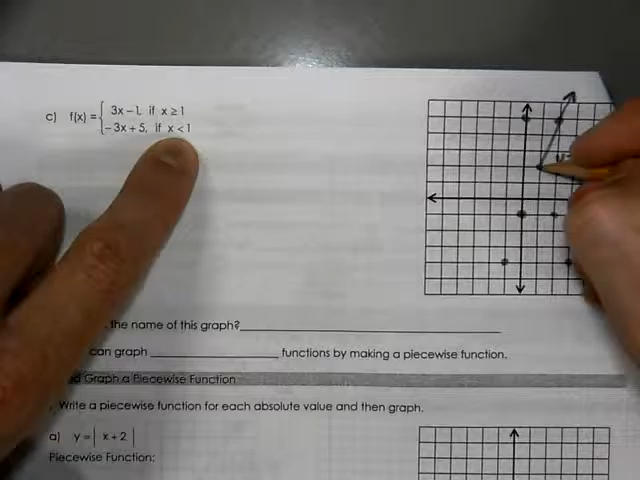 c) f(x) = { 3x – 1, if x ≥ 1
– 3x + 5, if x < 1
the name of this graph?
can graph ____________ functions by making a piecewise function.
Graph a Piecewise Function
Write a piecewise function for each absolute value and then graph.
a) y = | x + 2 |
Piecewise Function: